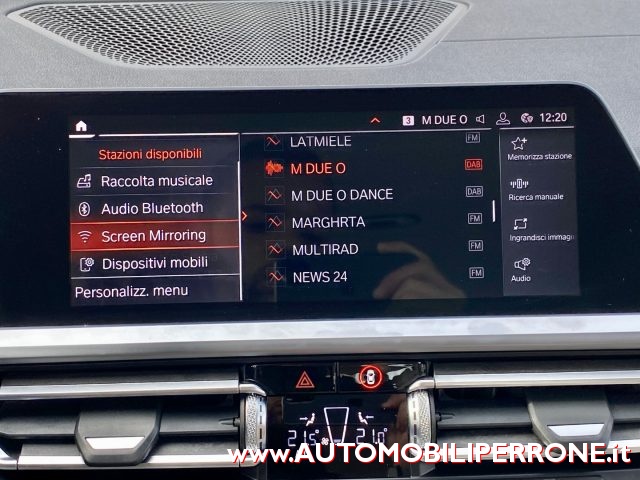 3 M DUE O 12:20
Stazioni disponibili
Raccolta musicale
Audio Bluetooth
Screen Mirroring
Dispositivi mobili
Personalizz. menu
LATMIELE FM
M DUE O DAB
M DUE O DANCE DAB
MARGHRTA FM
MULTIRAD FM
NEWS 24 FM
Memorizza stazione
Ricerca manuale
Ingrandisci immagi
Audio
21.5 21.0
www.AUTOMOBILIPERRONE.it